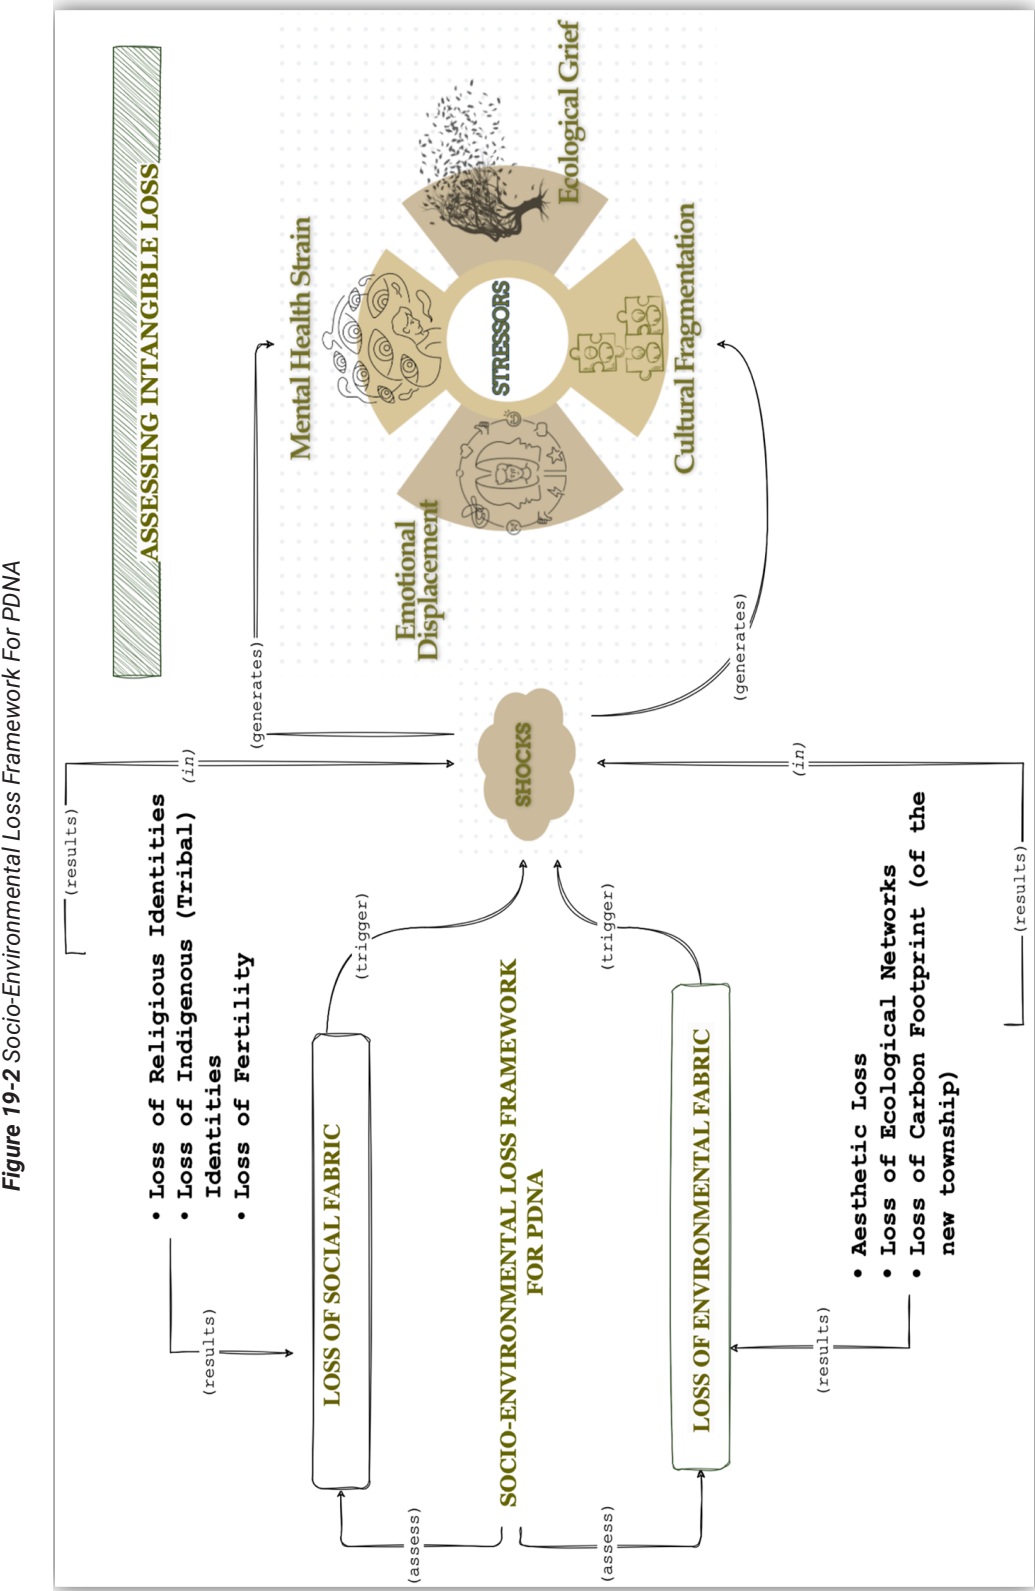 Figure 19-2 Socio-Environmental Loss Framework For PDNA
ASSESSING INTANGIBLE LOSS
(results)
(in)
• Loss of Religious Identities
• Loss of Indigenous (Tribal)
Identities
• Loss of Fertility
(results)
(generates)
LOSS OF SOCIAL FABRIC
(trigger)
(assess)
SOCIO-ENVIRONMENTAL LOSS FRAMEWORK
FOR PDNA
(assess)
(trigger)
LOSS OF ENVIRONMENTAL FABRIC
SHOCKS
Mental Health Strain
Emotional
Displacement
STRESSORS
Ecological Grief
Cultural Fragmentation
(generates)
(in)
(results)
• Aesthetic Loss
• Loss of Ecological Networks
• Loss of Carbon Footprint (of the
new township)
(results)